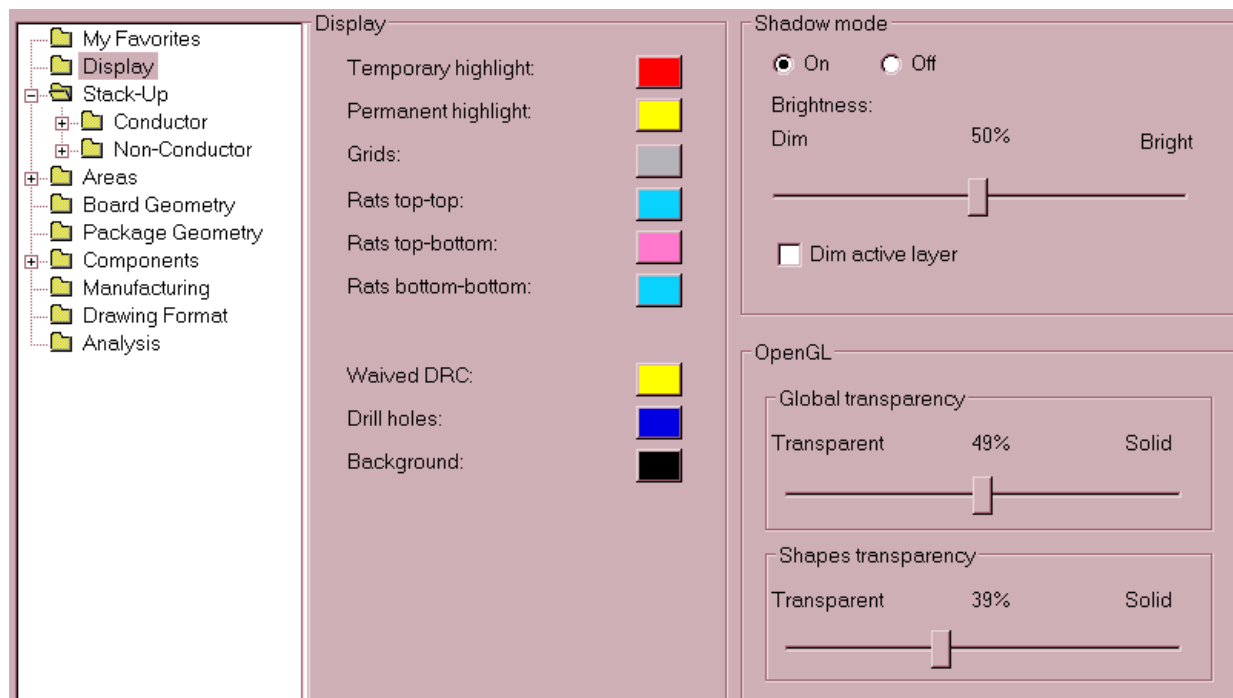 My Favorites
Display
Stack-Up
Conductor
Non-Conductor
Areas
Board Geometry
Package Geometry
Components
Manufacturing
Drawing Format
Analysis
Display
Temporary highlight:
Permanent highlight:
Grids:
Rats top-top:
Rats top-bottom:
Rats bottom-bottom:
Waived DRC:
Drill holes:
Background:
Shadow mode
On Off
Brightness:
Dim 50% Bright
Dim active layer
OpenGL
Global transparency
Transparent 49% Solid
Shapes transparency
Transparent 39% Solid